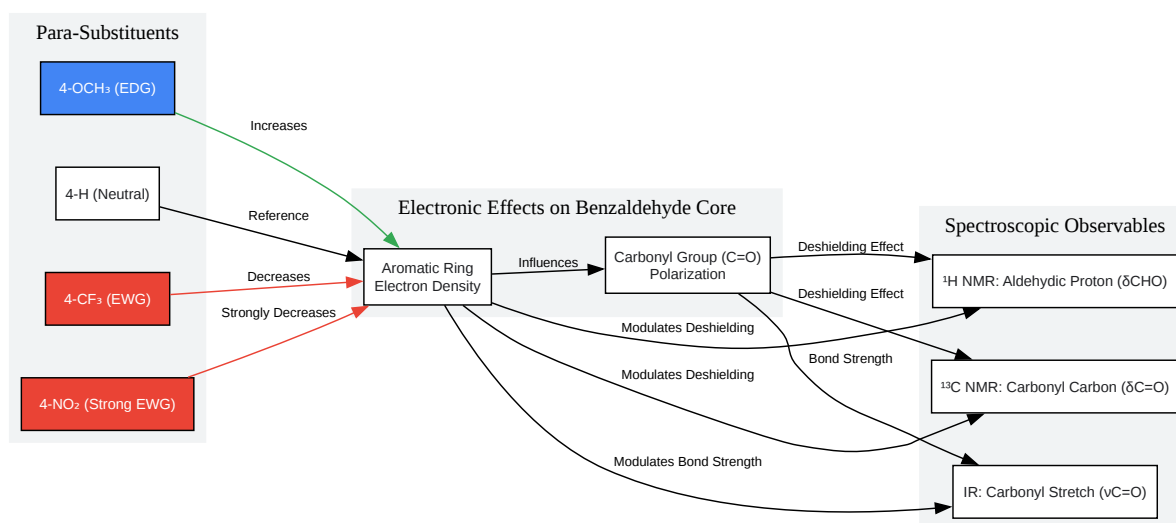 Para-Substituents
4-OCH₃ (EDG)
4-H (Neutral)
4-CF₃ (EWG)
4-NO₂ (Strong EWG)
Increases
Reference
Decreases
Strongly Decreases
Electronic Effects on Benzaldehyde Core
Aromatic Ring
Electron Density
Influences
Carbonyl Group (C=O)
Polarization
Deshielding Effect
Deshielding Effect
Modulates Deshielding
Bond Strength
Modulates Deshielding
Modulates Bond Strength
Spectroscopic Observables
¹H NMR: Aldehydic Proton (δCHO)
¹³C NMR: Carbonyl Carbon (δC=O)
IR: Carbonyl Stretch (νC=O)